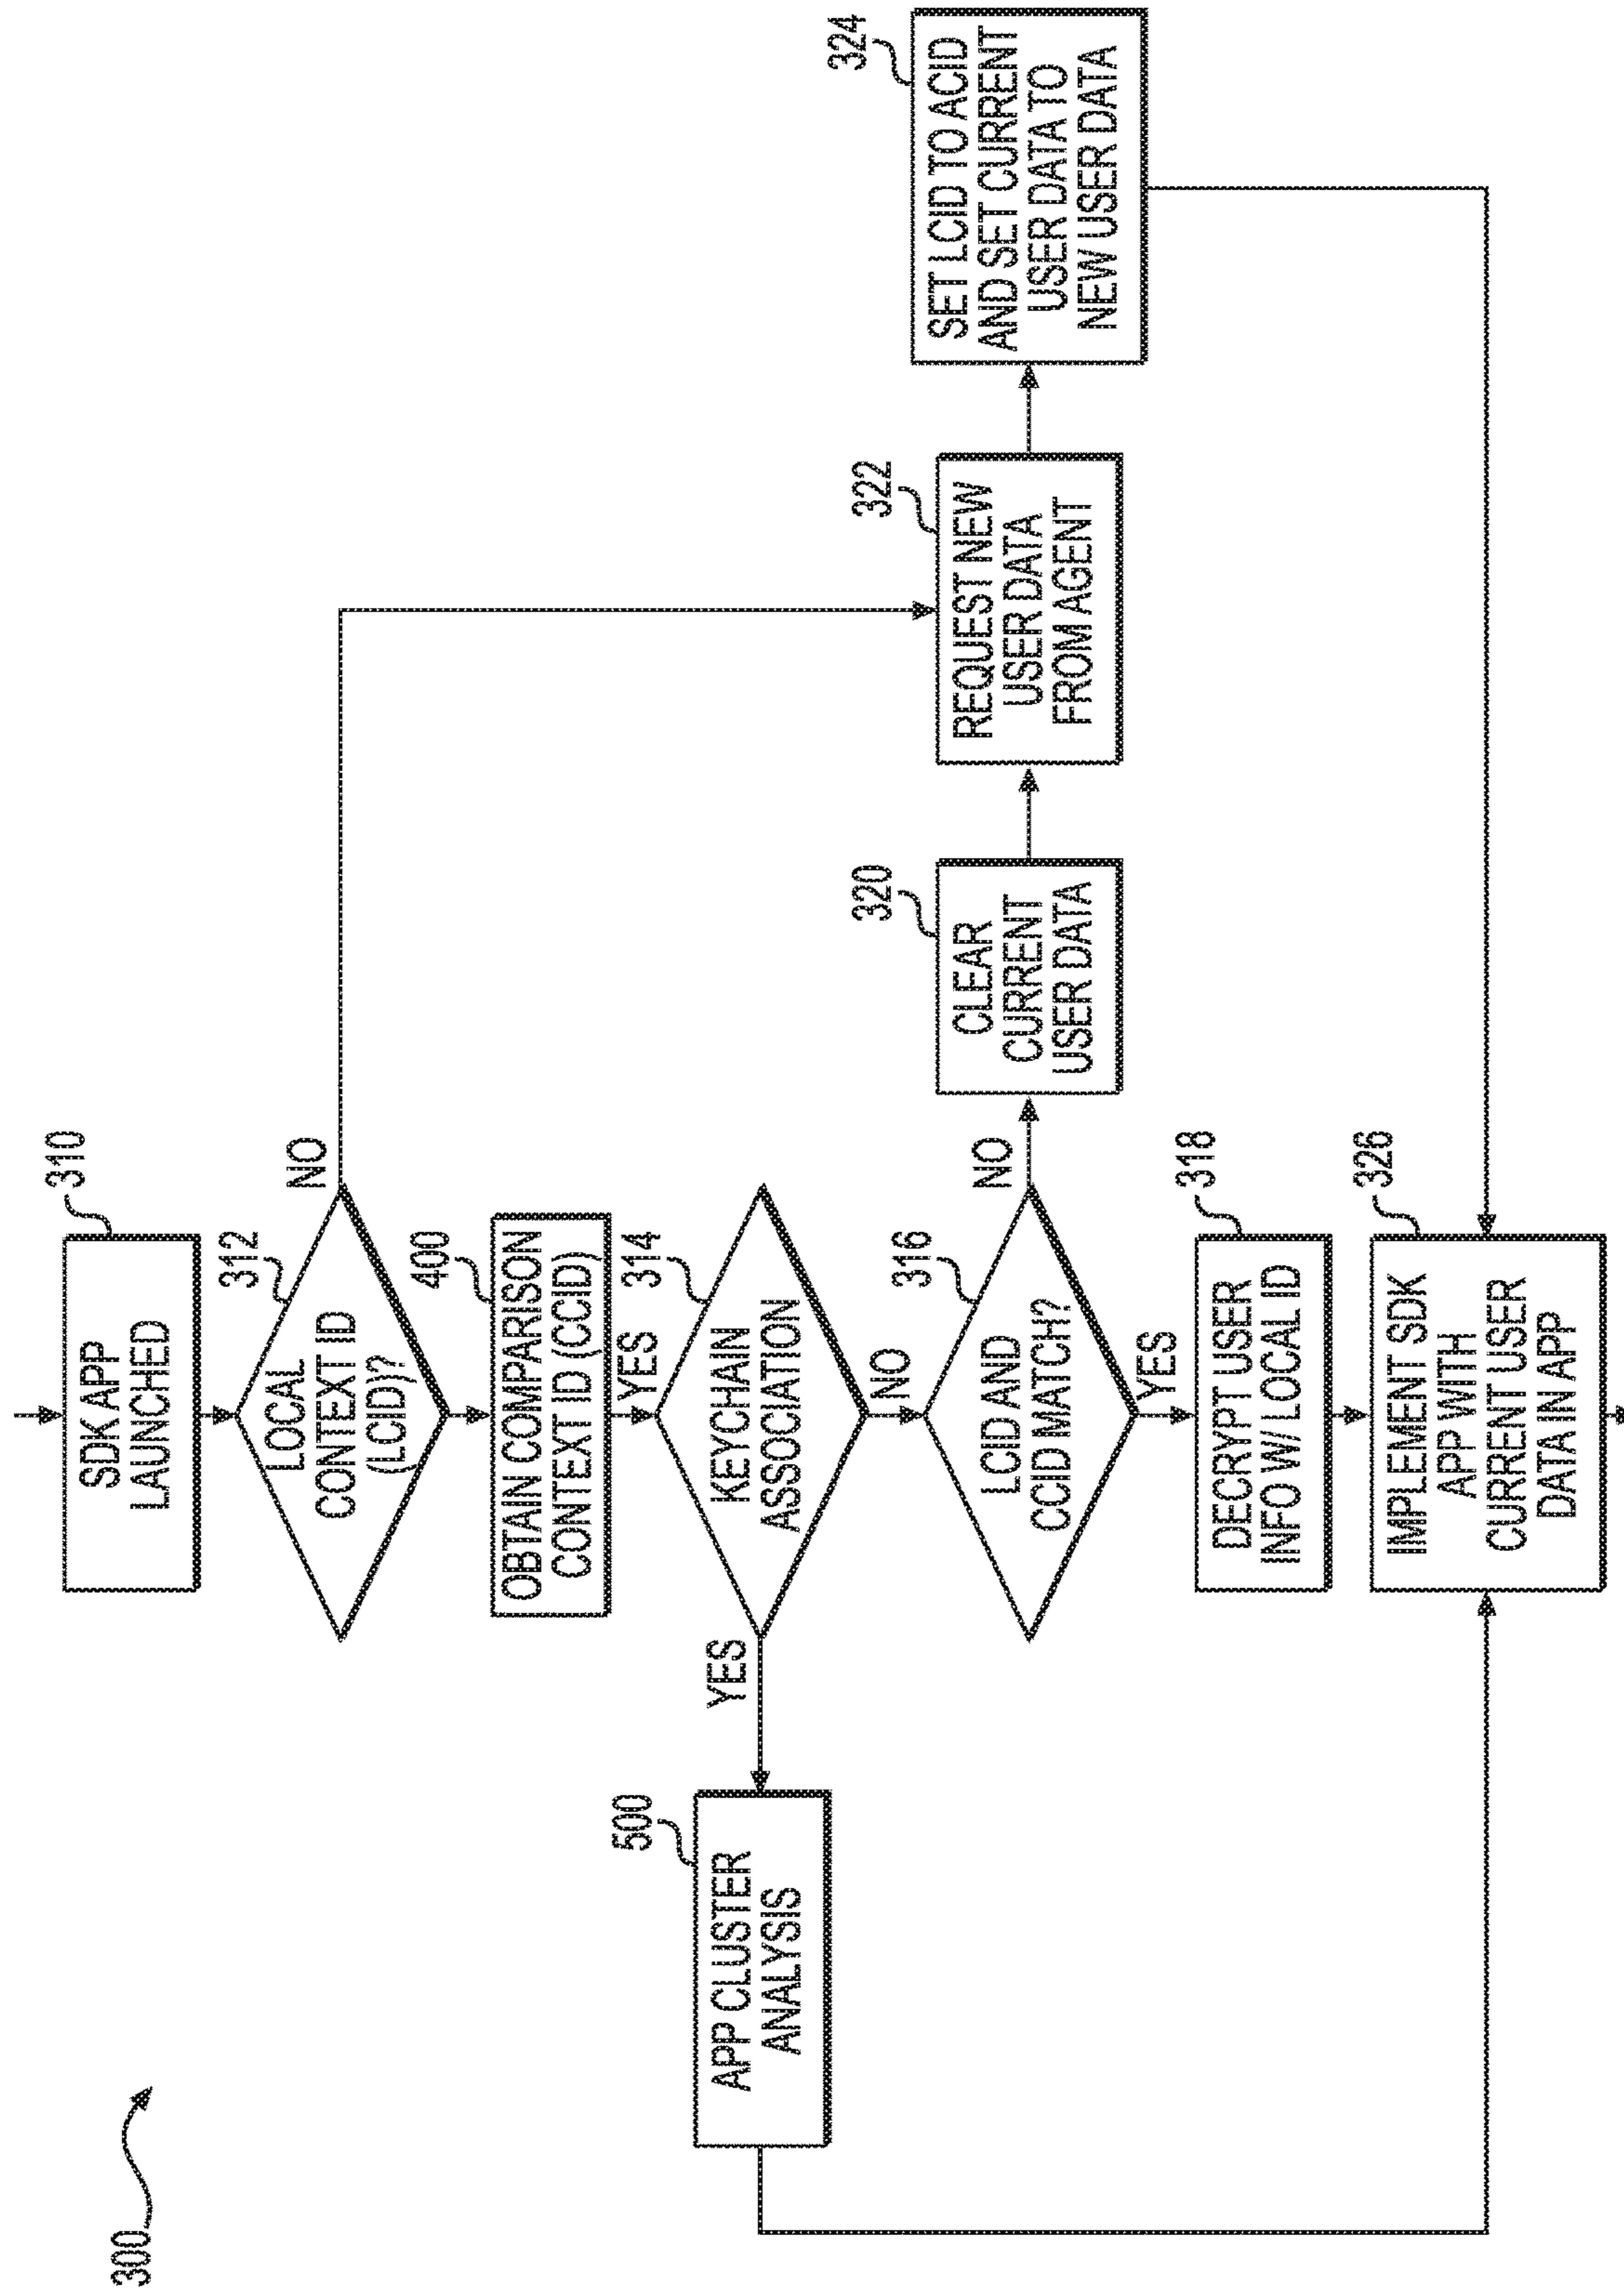 300
310
SDK APP
LAUNCHED
312
LOCAL
CONTEXT ID
(LCID)?
NO
400
OBTAIN COMPARISON
CONTEXT ID (CCID)
YES
314
KEYCHAIN
ASSOCIATION
YES
500
APP CLUSTER
ANALYSIS
NO
316
LCID AND
CCID MATCH?
NO
320
CLEAR
CURRENT
USER DATA
322
REQUEST NEW
USER DATA
FROM AGENT
324
SET LCID TO ACID
AND SET CURRENT
USER DATA TO
NEW USER DATA
YES
318
DECRYPT USER
INFO W/ LOCAL ID
326
IMPLEMENT SDK
APP WITH
CURRENT USER
DATA IN APP